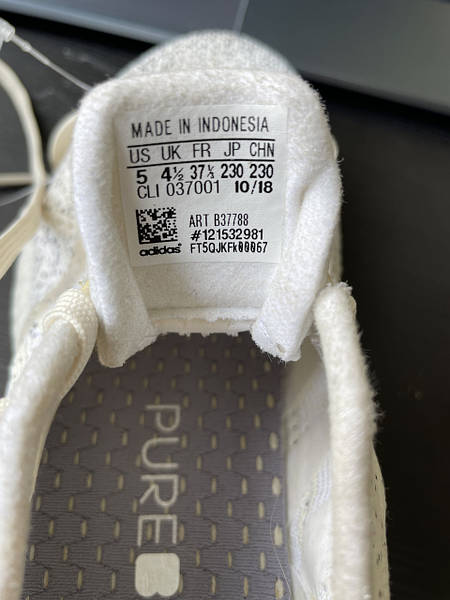 MADE IN INDONESIA
US UK FR JP CHN
5 4½ 37⅓ 230 230
CLI 037001 10/18
ART B37788
#121532981
adidas FT5QJKFk00067
PURE B